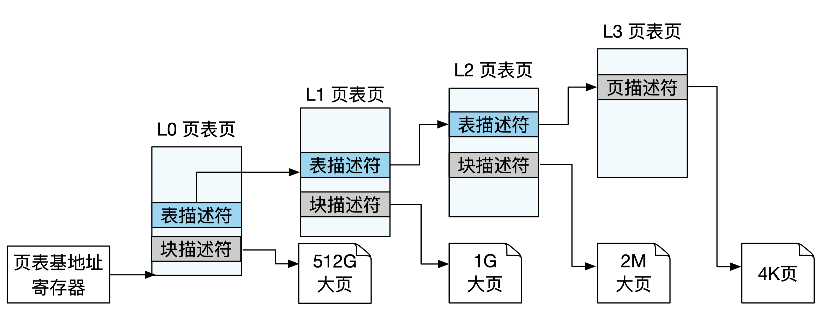 L3 页表页
页描述符
L2 页表页
表描述符
块描述符
L1 页表页
表描述符
块描述符
L0 页表页
表描述符
块描述符
页表基地址
寄存器
512G
大页
1G
大页
2M
大页
4K页